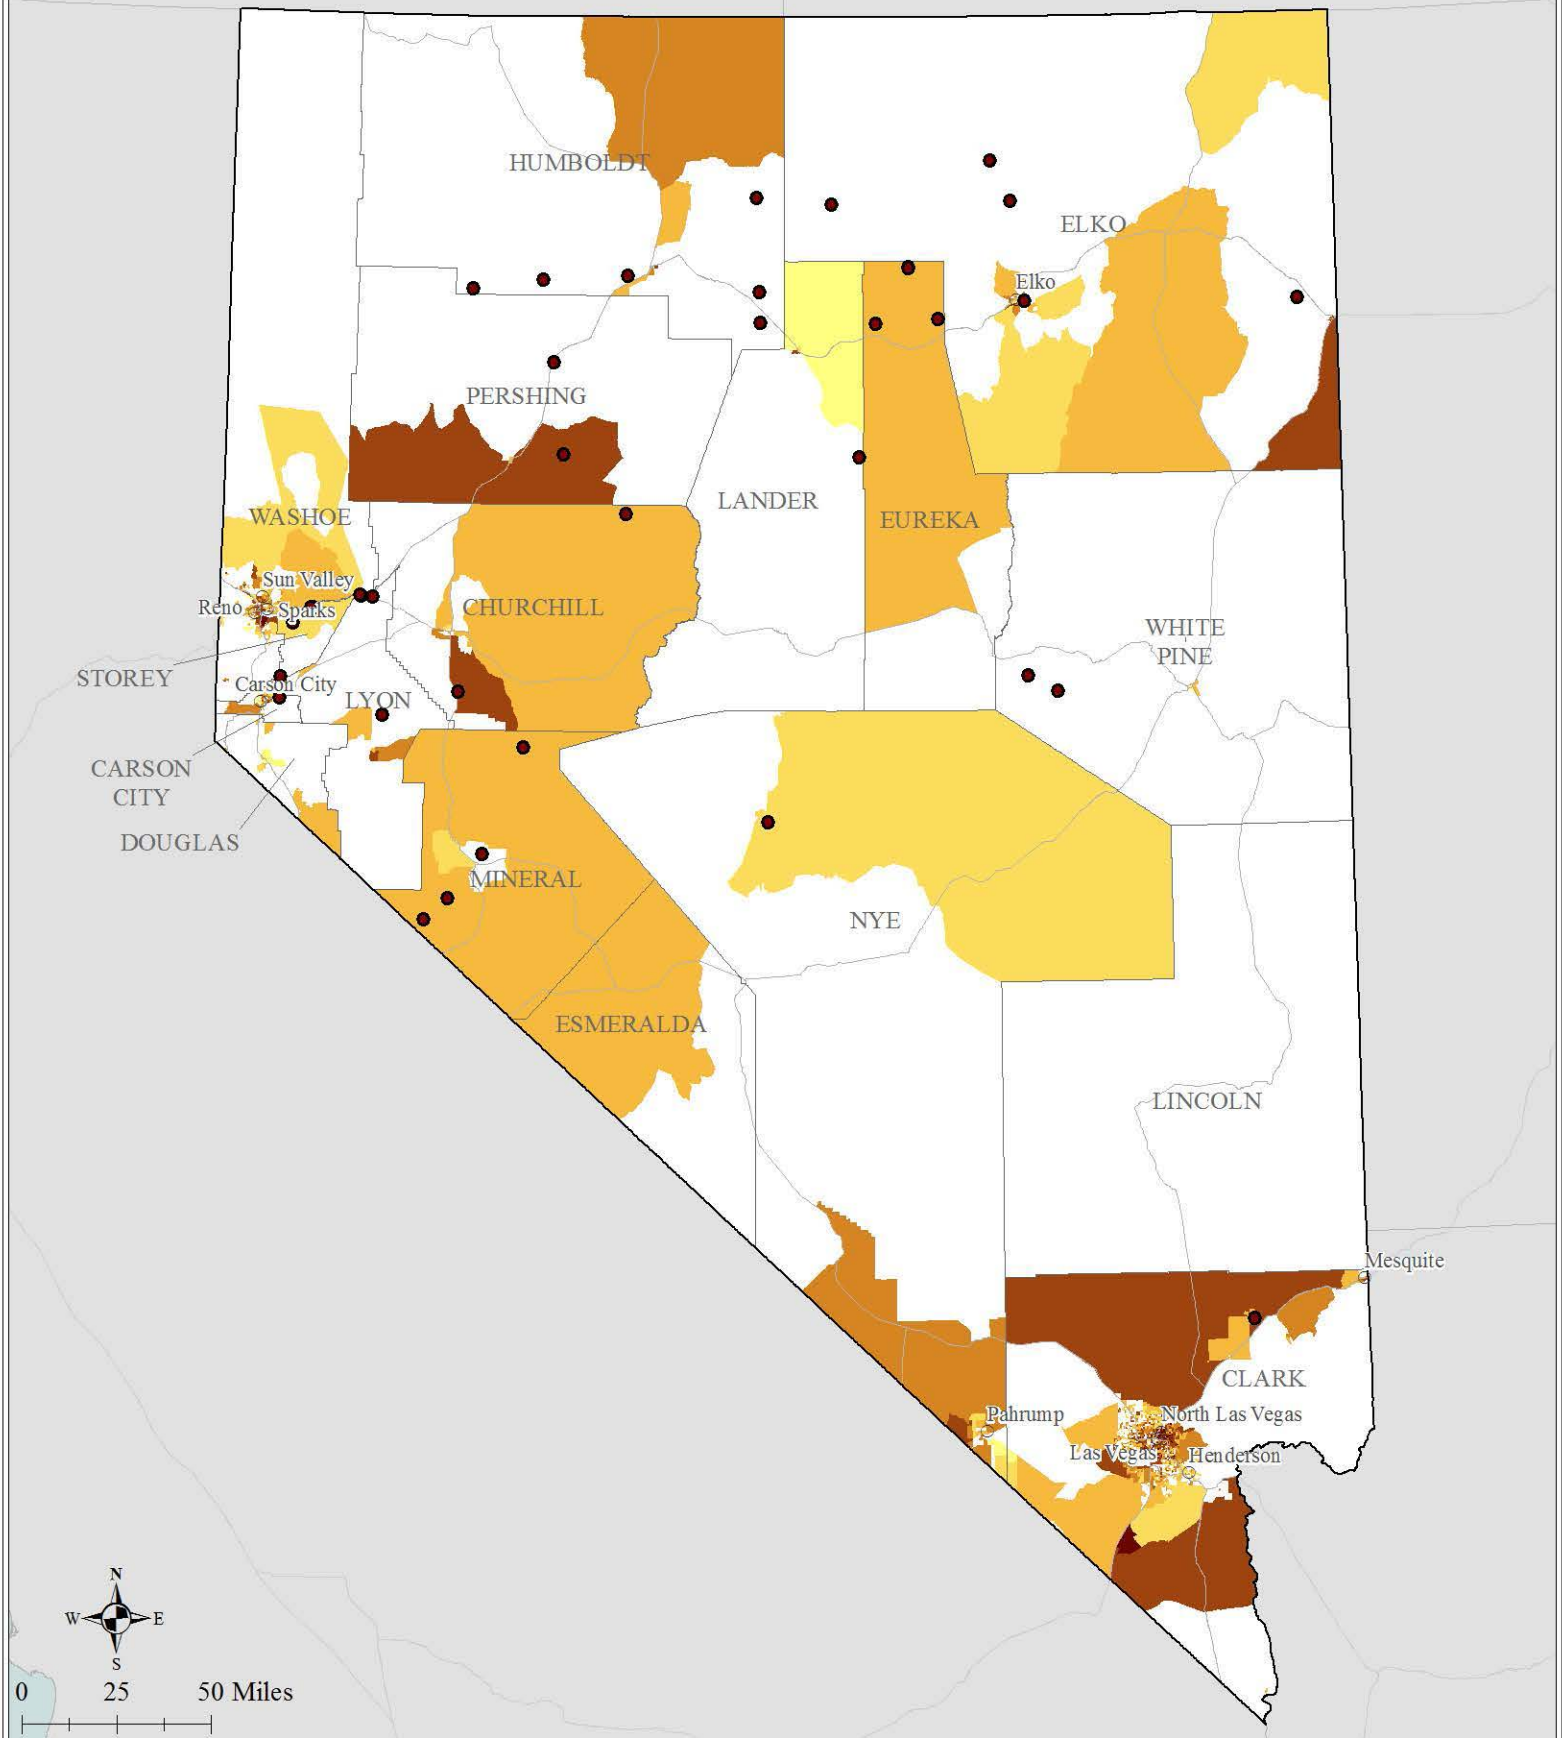 HUMBOLDT
ELKO
Elko
PERSHING
LANDER
EUREKA
WASHOE
Sun Valley
Reno
Sparks
CHURCHILL
WHITE
PINE
STOREY
Carson City
LYON
CARSON
CITY
DOUGLAS
MINERAL
NYE
ESMERALDA
LINCOLN
Mesquite
CLARK
Pahrump
North Las Vegas
Las Vegas
Henderson
N
W
E
S
0 25 50 Miles